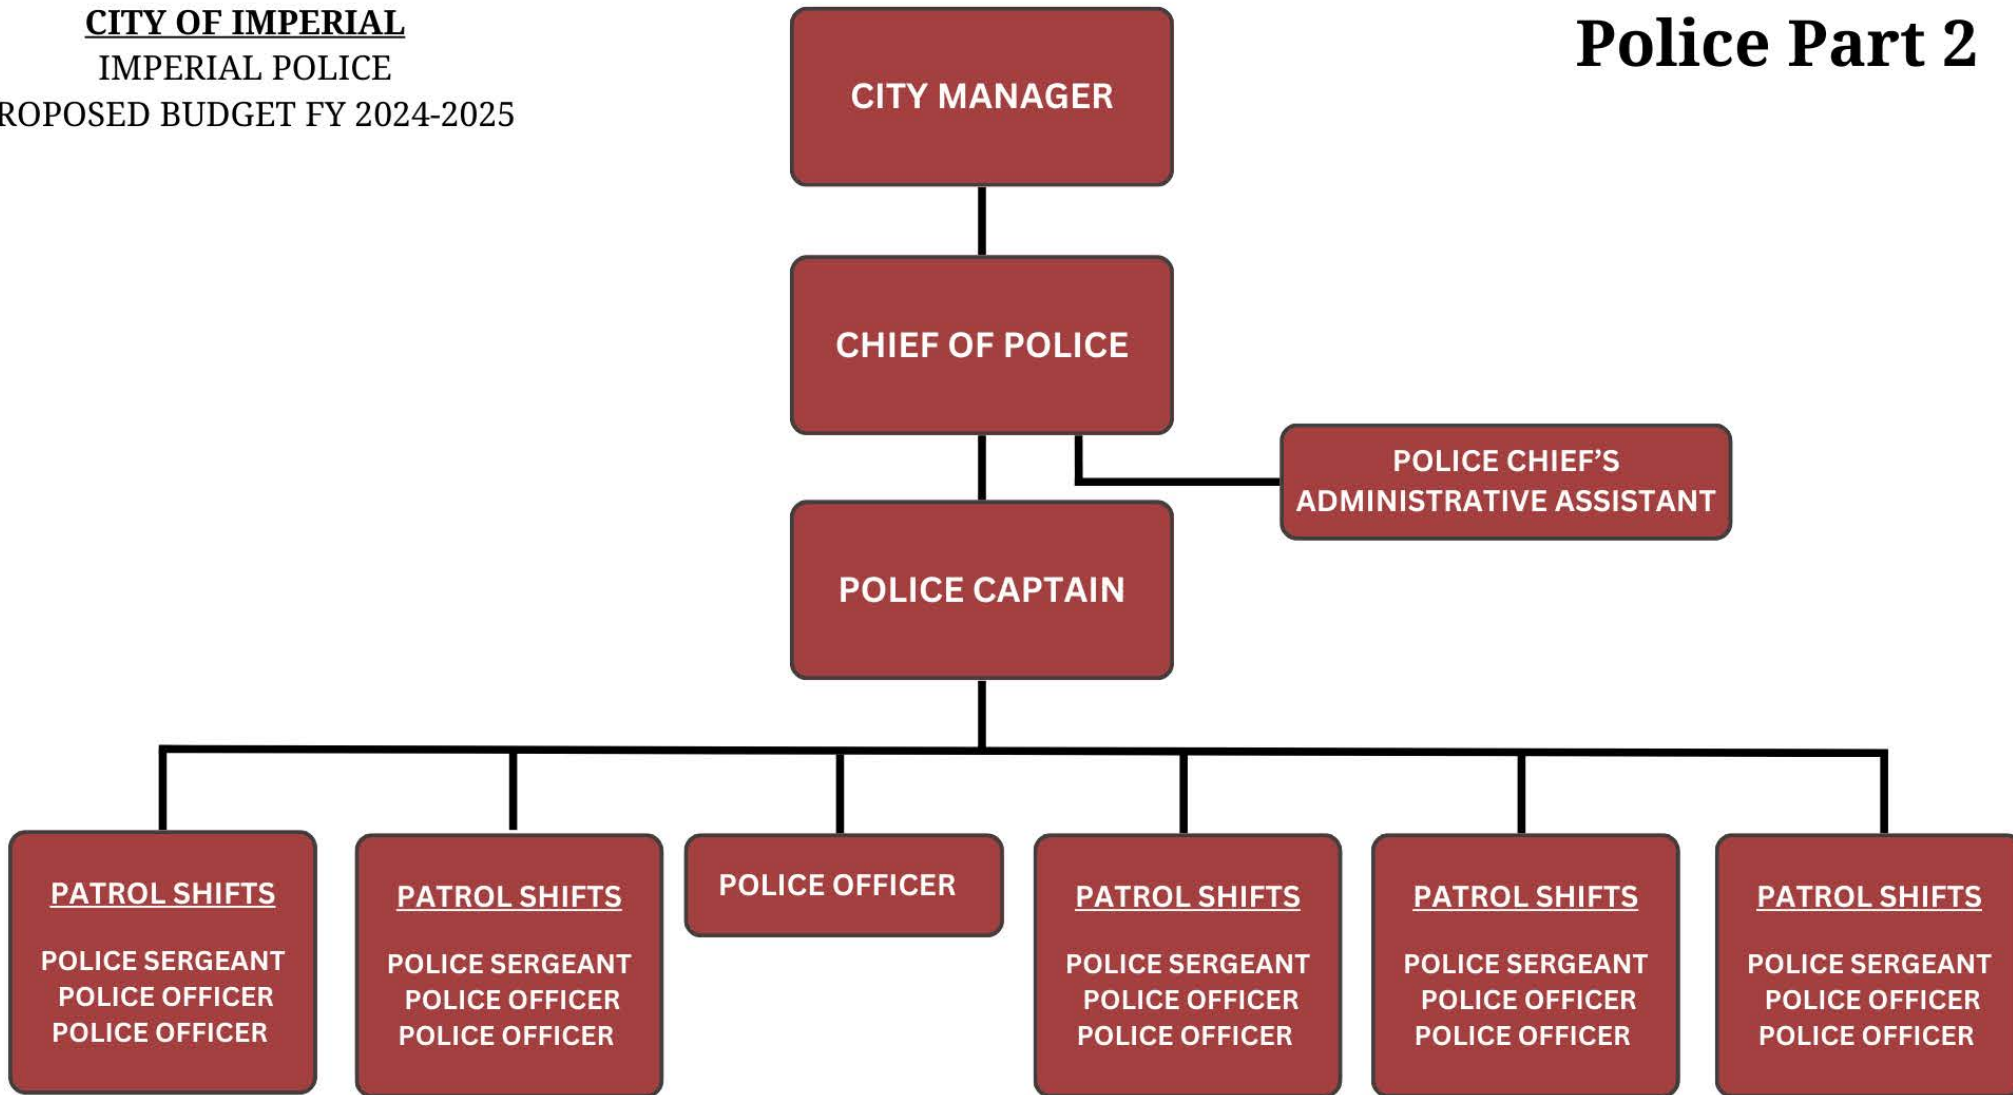 CITY OF IMPERIAL
IMPERIAL POLICE
ROPOSED BUDGET FY 2024-2025
Police Part 2
CITY MANAGER
CHIEF OF POLICE
POLICE CHIEF’S
ADMINISTRATIVE ASSISTANT
POLICE CAPTAIN
PATROL SHIFTS
POLICE SERGEANT
POLICE OFFICER
POLICE OFFICER
PATROL SHIFTS
POLICE SERGEANT
POLICE OFFICER
POLICE OFFICER
POLICE OFFICER
PATROL SHIFTS
POLICE SERGEANT
POLICE OFFICER
POLICE OFFICER
PATROL SHIFTS
POLICE SERGEANT
POLICE OFFICER
POLICE OFFICER
PATROL SHIFTS
POLICE SERGEANT
POLICE OFFICER
POLICE OFFICER